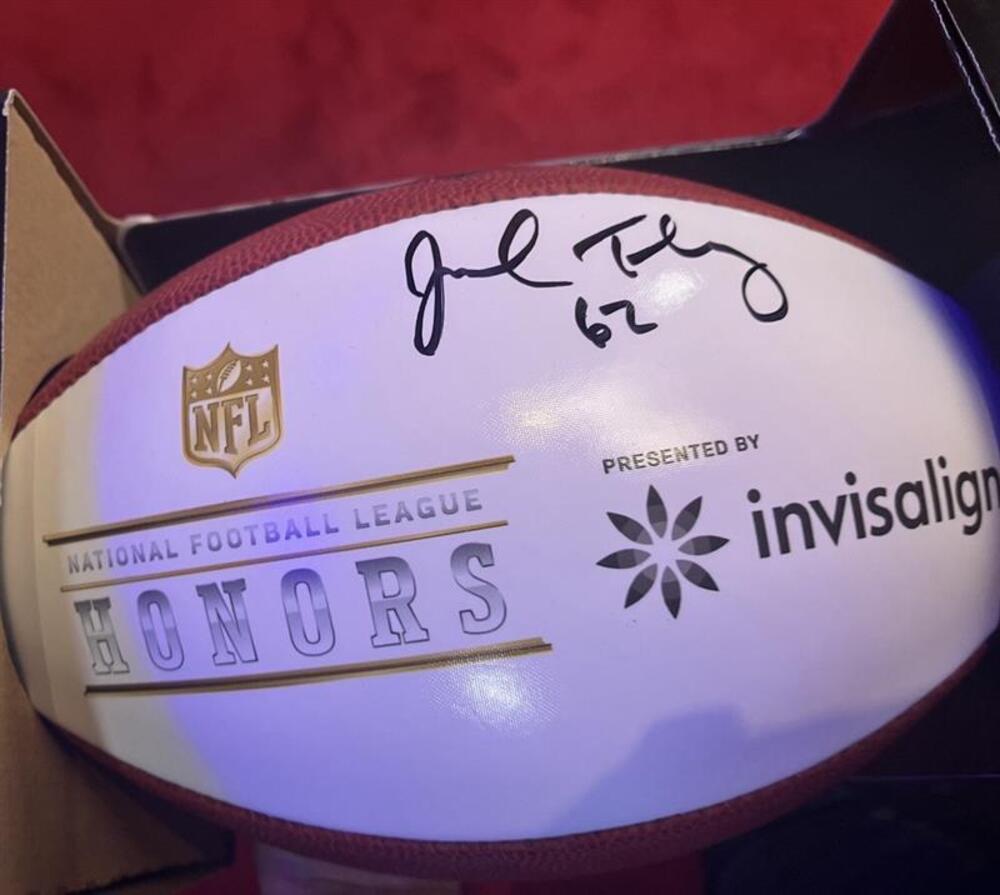 62
NFL
NATIONAL FOOTBALL LEAGUE
HONORS
PRESENTED BY
invisalign